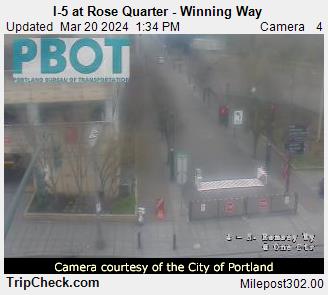 I-5 at Rose Quarter - Winning Way
Updated Mar 20 2024 1:34 PM Camera 4
PBOT
PORTLAND BUREAU OF TRANSPORTATION
Camera courtesy of the City of Portland
TripCheck.com Milepost302.00